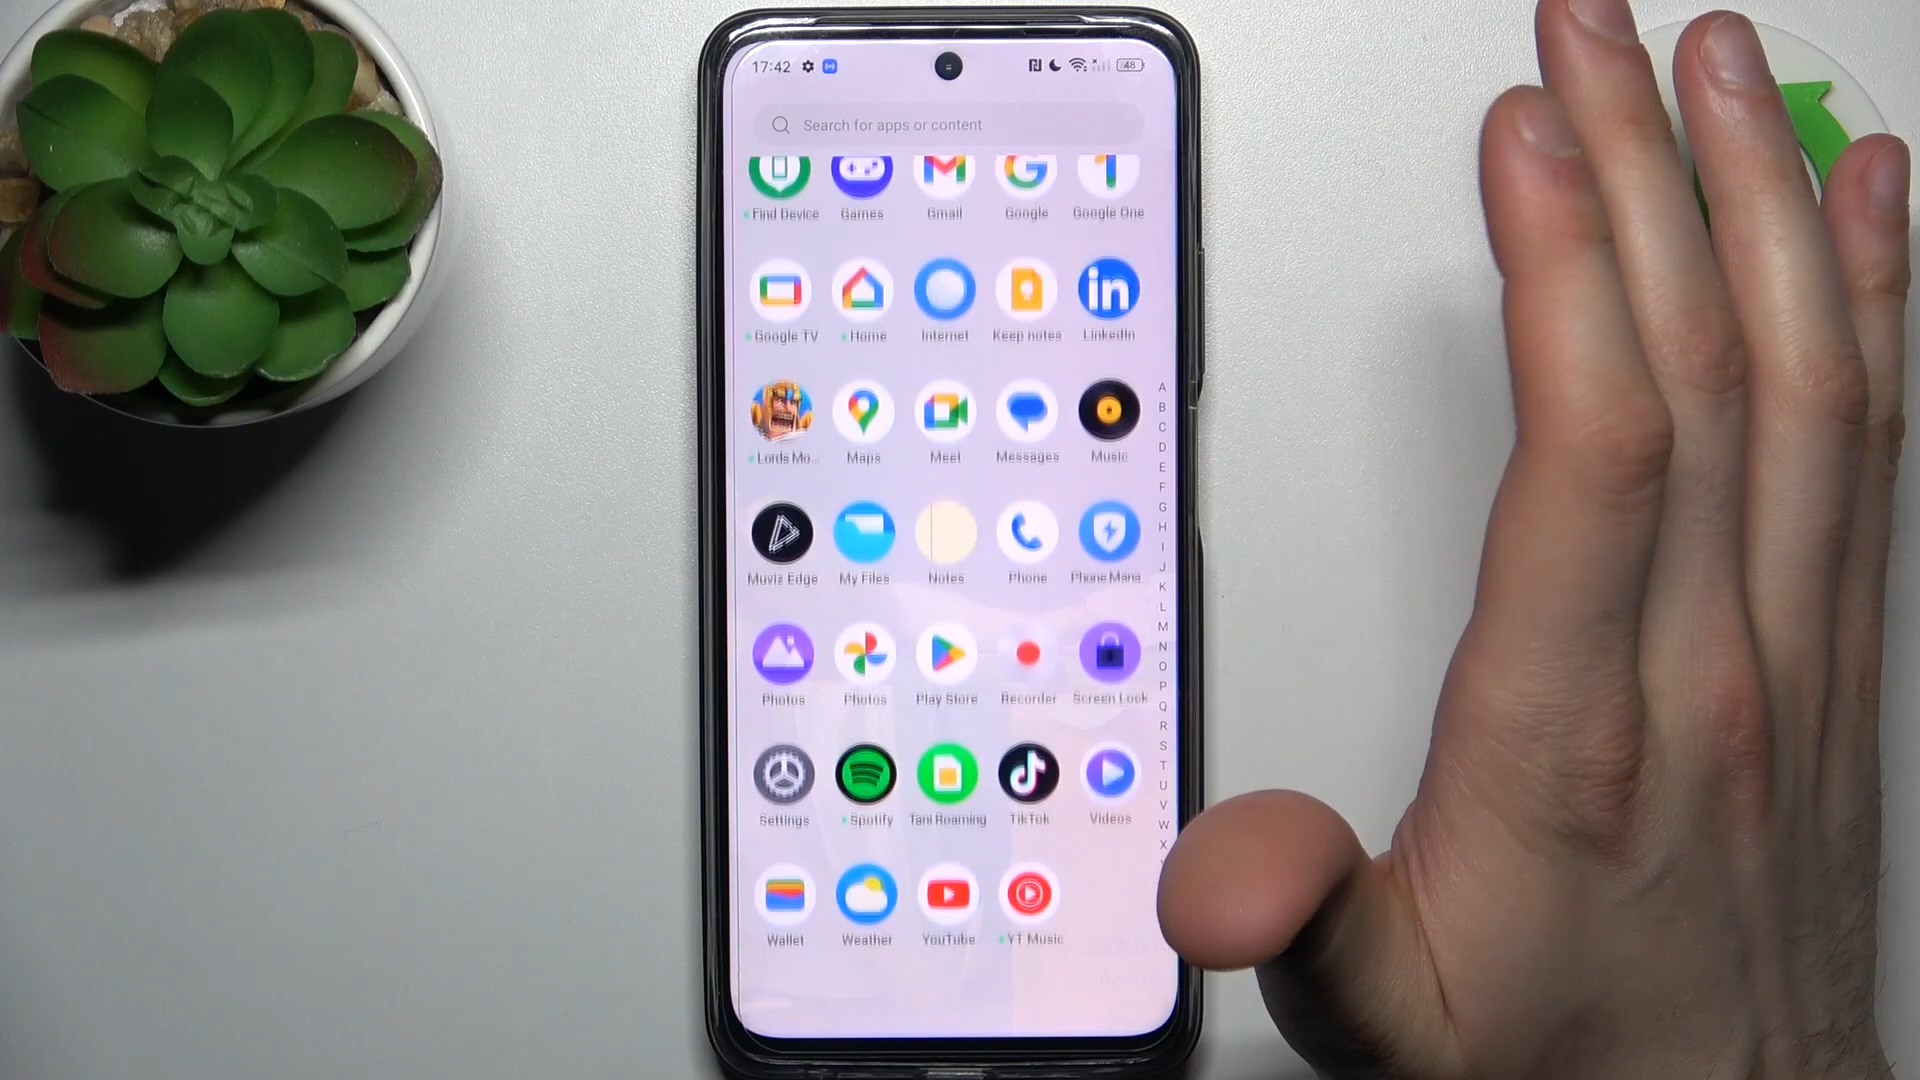 17:42
48
Search for apps or content
Find Device Games Gmail Google Google One
Google TV Home Internet Keep notes LinkedIn
Lords Mo... Maps Meet Messages Music
Muviz Edge My Files Notes Phone Phone Mana...
Photos Photos Play Store Recorder Screen Lock
Settings Spotify Tani Roaming TikTok Videos
Wallet Weather YouTube YT Music
A
B
C
D
E
F
G
H
I
J
K
L
M
N
O
P
Q
R
S
T
U
V
W
X